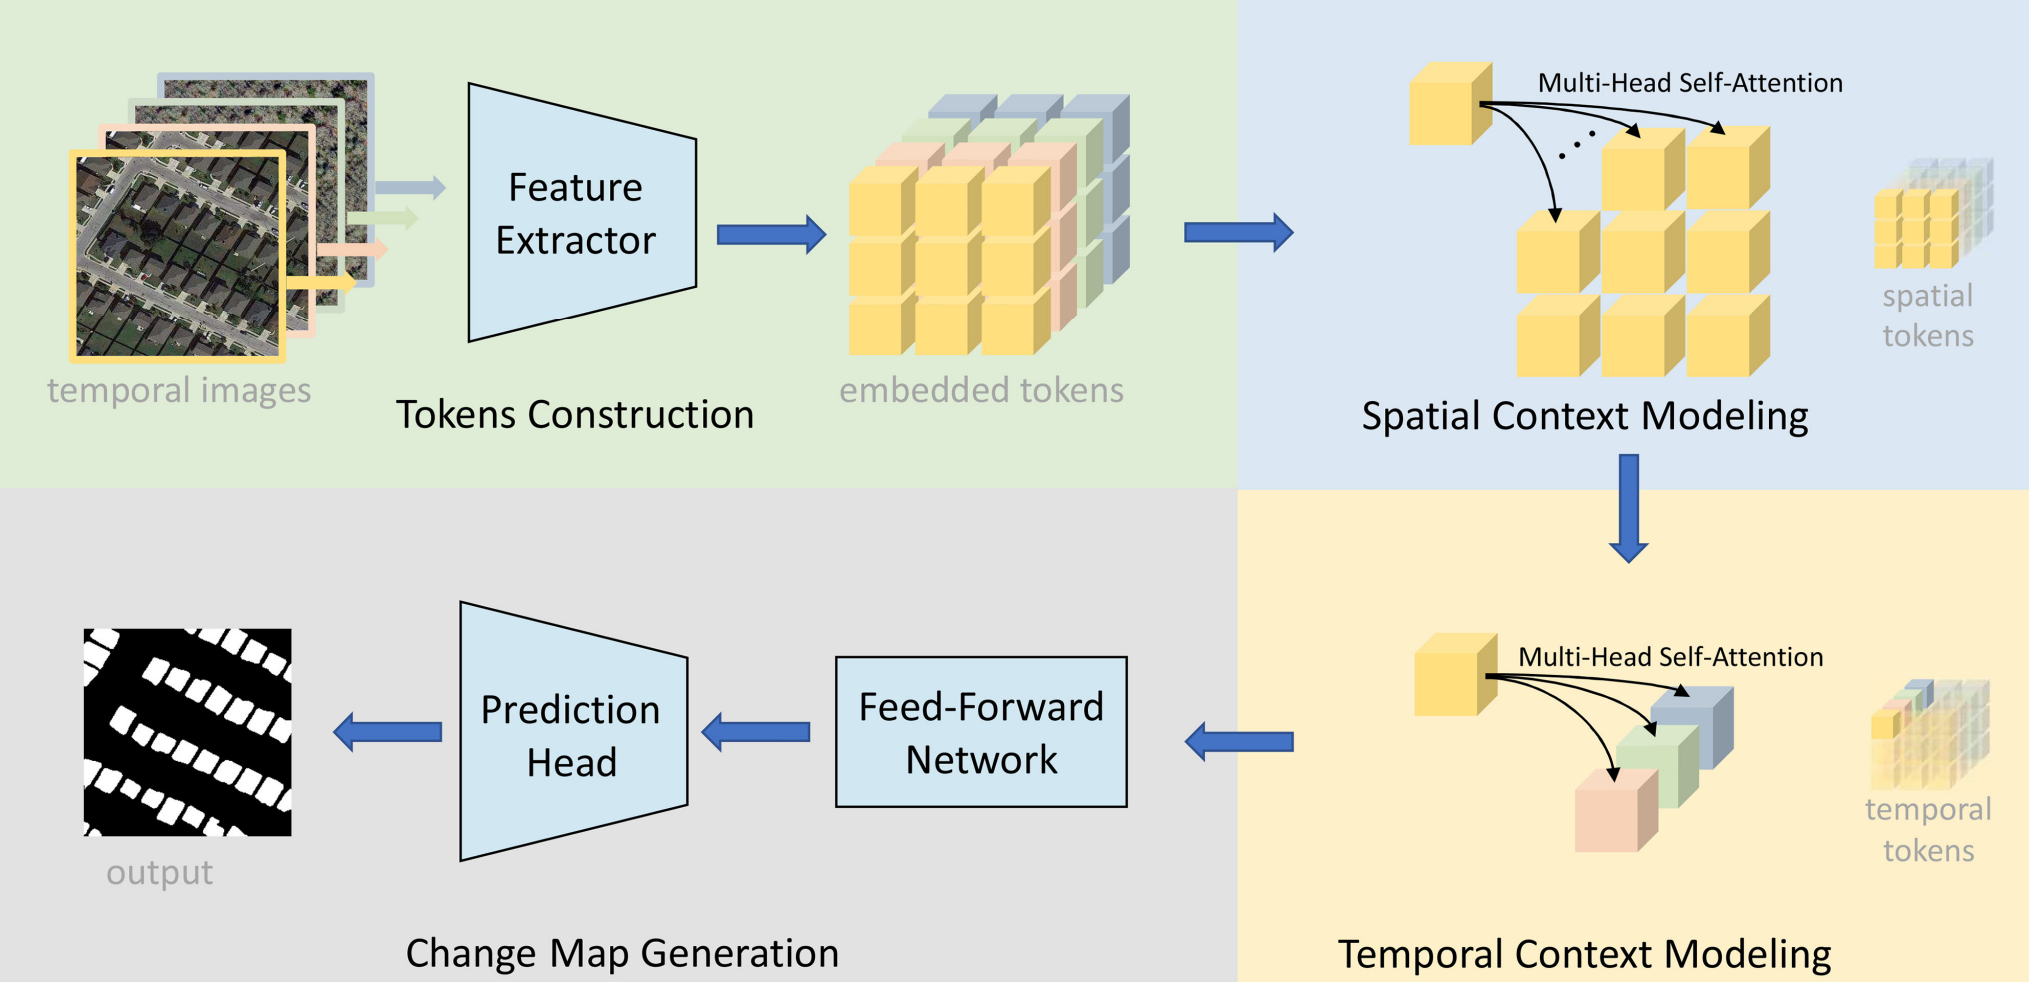 Feature
Extractor
temporal images
Tokens Construction
embedded tokens
Multi-Head Self-Attention
spatial
tokens
Spatial Context Modeling
Multi-Head Self-Attention
temporal
tokens
Temporal Context Modeling
Feed-Forward
Network
Prediction
Head
output
Change Map Generation